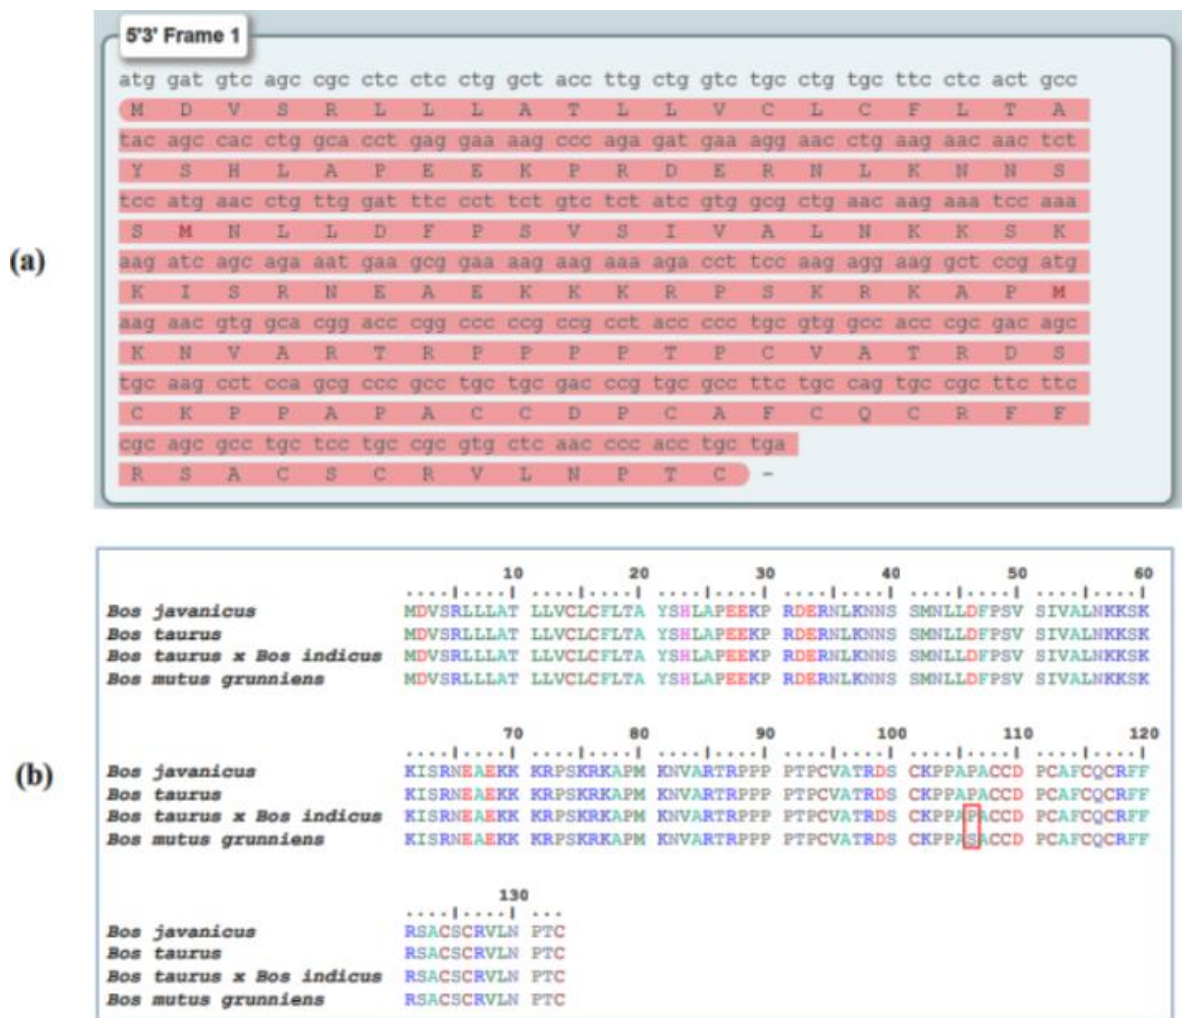 5'3' Frame 1
atg gat gtc agc cgc ctc ctc ctg gct acc ttg ctg gtc tgc ctg tgc ttc ctc act gcc
M D V S R L L L A T L L V C L C F L T A
tac agc cac ctg gca cct gag gaa aag ccc aga gat gaa agg aac ctg aag aac aac tct
Y S H L A P E E K P R D E R N L K N N S
tcc atg aac ctg ttg gat ttc cct tct gtc tct atc gtg gcg ctg aac aag aaa tcc aaa
S M N L L D F P S V S I V A L N K K S K
(a)
aag atc agc aga aat gaa gcg gaa aag aag aaa aga cct tcc aag agg aag gct ccg atg
K I S R N E A E K K K R P S K R K A P M
aag aac gtg gca cgg acc cgg ccc ccg ccg cct acc ccc tgc gtg gcc acc cgc gac agc
K N V A R T R P P P P T P C V A T R D S
tgc aag cct cca gcg ccc gcc tgc tgc gac ccg tgc gcc ttc tgc cag tgc cgc ttc ttc
C K P P A P A C C D P C A F C Q C R F F
cgc agc gcc tgc tcc tgc cgc gtg ctc aac ccc acc tgc tga
R S A C S C R V L N P T C -
10 20 30 40 50 60
....|....| ....|....| ....|....| ....|....| ....|....| ....|....|
Bos javanicus MDVSRLLLAT LLVCLCFLTA YSHLAPEEKP RDERNLKNNS SMNLLDFPSV SIVALNKKSK
Bos taurus MDVSRLLLAT LLVCLCFLTA YSHLAPEEKP RDERNLKNNS SMNLLDFPSV SIVALNKKSK
Bos taurus x Bos indicus MDVSRLLLAT LLVCLCFLTA YSHLAPEEKP RDERNLKNNS SMNLLDFPSV SIVALNKKSK
Bos mutus grunniens MDVSRLLLAT LLVCLCFLTA YSHLAPEEKP RDERNLKNNS SMNLLDFPSV SIVALNKKSK
70 80 90 100 110 120
....|....| ....|....| ....|....| ....|....| ....|....| ....|....|
(b)
Bos javanicus KISRNEAEKK KRPSKRKAPM KNVARTRPPP PTPCVATRDS CKPPAPACCD PCAFCQCRFF
Bos taurus KISRNEAEKK KRPSKRKAPM KNVARTRPPP PTPCVATRDS CKPPAPACCD PCAFCQCRFF
Bos taurus x Bos indicus KISRNEAEKK KRPSKRKAPM KNVARTRPPP PTPCVATRDS CKPPAPACCD PCAFCQCRFF
Bos mutus grunniens KISRNEAEKK KRPSKRKAPM KNVARTRPPP PTPCVATRDS CKPPASACCD PCAFCQCRFF
130
....|....| ...
Bos javanicus RSACSCRVLN PTC
Bos taurus RSACSCRVLN PTC
Bos taurus x Bos indicus RSACSCRVLN PTC
Bos mutus grunniens RSACSCRVLN PTC